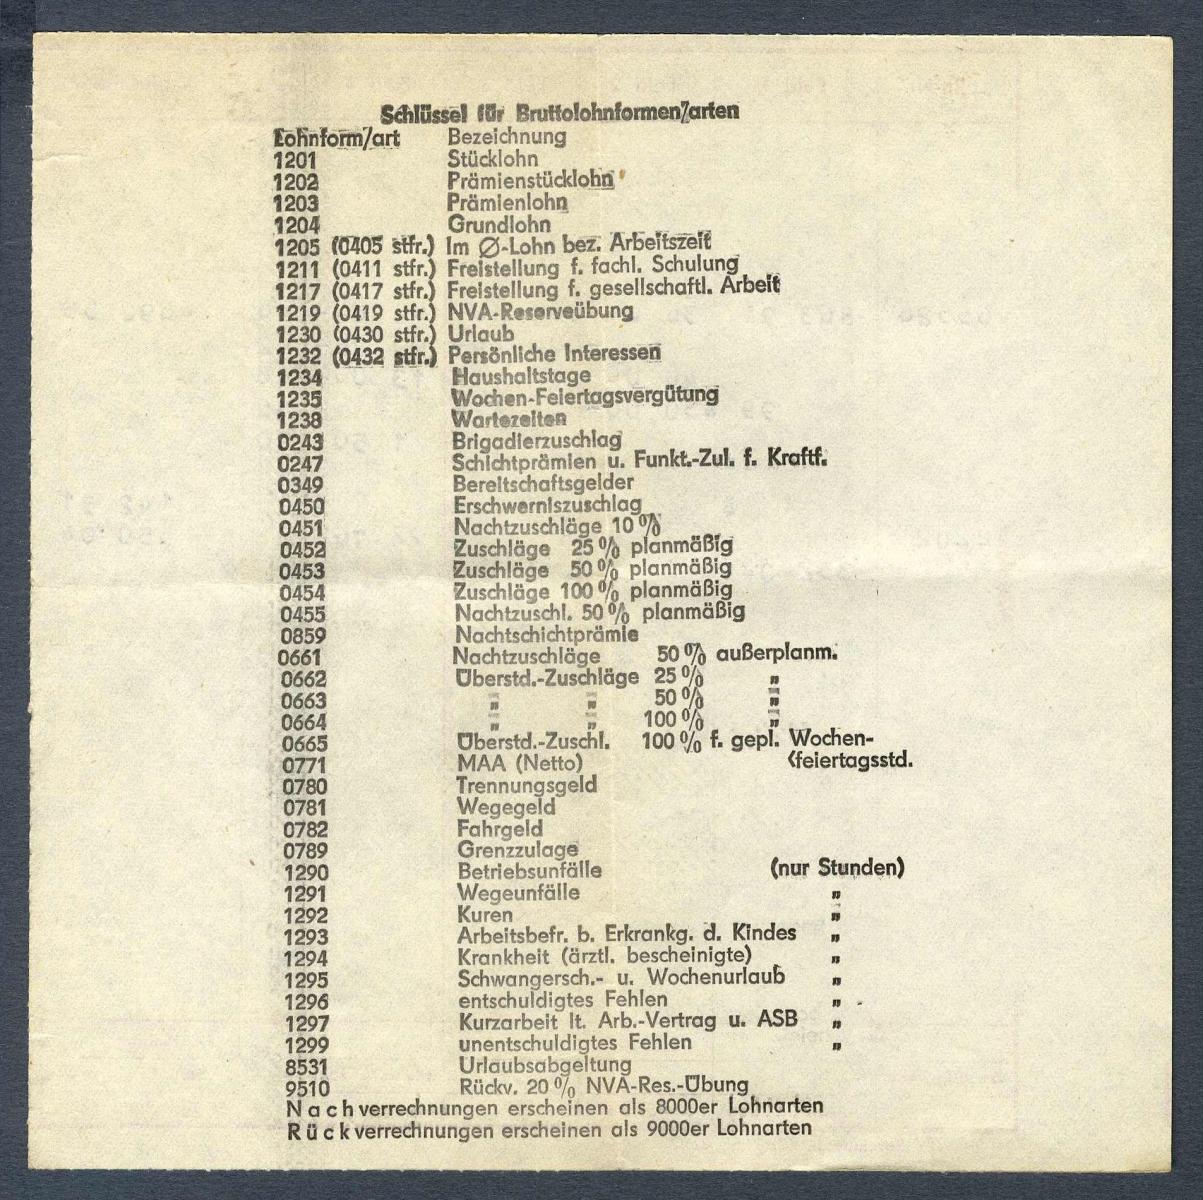 Schlüssel für Bruttolohnformen/arten
Lohnform/art Bezeichnung
1201 Stücklohn
1202 Prämienstücklohn
1203 Prämienlohn
1204 Grundlohn
1205 (0405 stfr.) Im Ø-Lohn bez. Arbeitszeit
1211 (0411 stfr.) Freistellung f. fachl. Schulung
1217 (0417 stfr.) Freistellung f. gesellschaftl. Arbeit
1219 (0419 stfr.) NVA-Reserveübung
1230 (0430 stfr.) Urlaub
1232 (0432 stfr.) Persönliche Interessen
1234 Haushaltstage
1235 Wochen-Feiertagsvergütung
1238 Wartezeiten
0243 Brigadierzuschlag
0247 Schichtprämien u. Funkt.-Zul. f. Kraftf.
0349 Bereitschaftsgelder
0450 Erschwerniszuschlag
0451 Nachtzuschläge 10%
0452 Zuschläge 25% planmäßig
0453 Zuschläge 50% planmäßig
0454 Zuschläge 100% planmäßig
0455 Nachtzuschl. 50% planmäßig
0859 Nachtschichtprämie
0661 Nachtzuschläge 50% außerplanm.
0662 Überstd.-Zuschläge 25% "
0663 " " 50% "
0664 " " 100% "
0665 Überstd.-Zuschl. 100% f. gepl. Wochen-
0771 MAA (Netto) <feiertagsstd.
0780 Trennungsgeld
0781 Wegegeld
0782 Fahrgeld
0789 Grenzzulage
1290 Betriebsunfälle (nur Stunden)
1291 Wegeunfälle "
1292 Kuren "
1293 Arbeitsbefr. b. Erkrankg. d. Kindes "
1294 Krankheit (ärztl. bescheinigte) "
1295 Schwangersch.- u. Wochenurlaub "
1296 entschuldigtes Fehlen "
1297 Kurzarbeit lt. Arb.-Vertrag u. ASB "
1299 unentschuldigtes Fehlen "
8531 Urlaubsabgeltung
9510 Rückv. 20% NVA-Res.-Übung
Nachverrechnungen erscheinen als 8000er Lohnarten
Rückverrechnungen erscheinen als 9000er Lohnarten